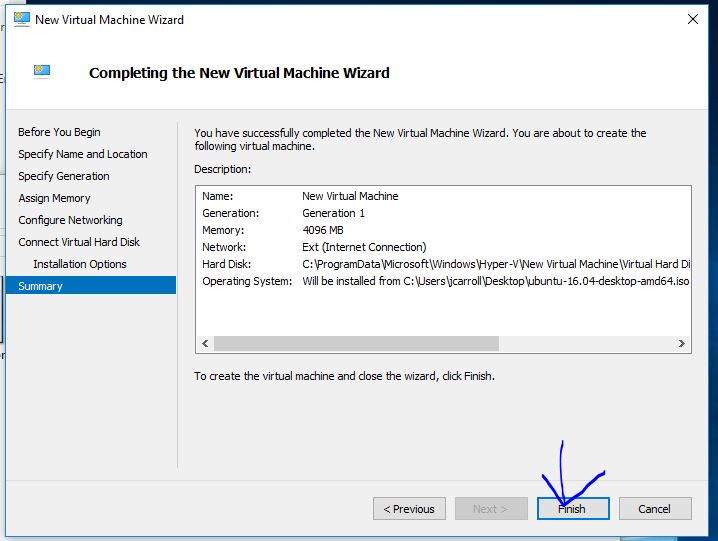 New Virtual Machine Wizard
Completing the New Virtual Machine Wizard
Before You Begin
Specify Name and Location
Specify Generation
Assign Memory
Configure Networking
Connect Virtual Hard Disk
Installation Options
Summary
You have successfully completed the New Virtual Machine Wizard. You are about to create the
following virtual machine.
Description:
Name: New Virtual Machine
Generation: Generation 1
Memory: 4096 MB
Network: Ext (Internet Connection)
Hard Disk: C:\ProgramData\Microsoft\Windows\Hyper-V\New Virtual Machine\Virtual Hard Di
Operating System: Will be installed from C:\Users\jcarroll\Desktop\ubuntu-16.04-desktop-amd64.iso
To create the virtual machine and close the wizard, click Finish.
< Previous Next > Finish Cancel